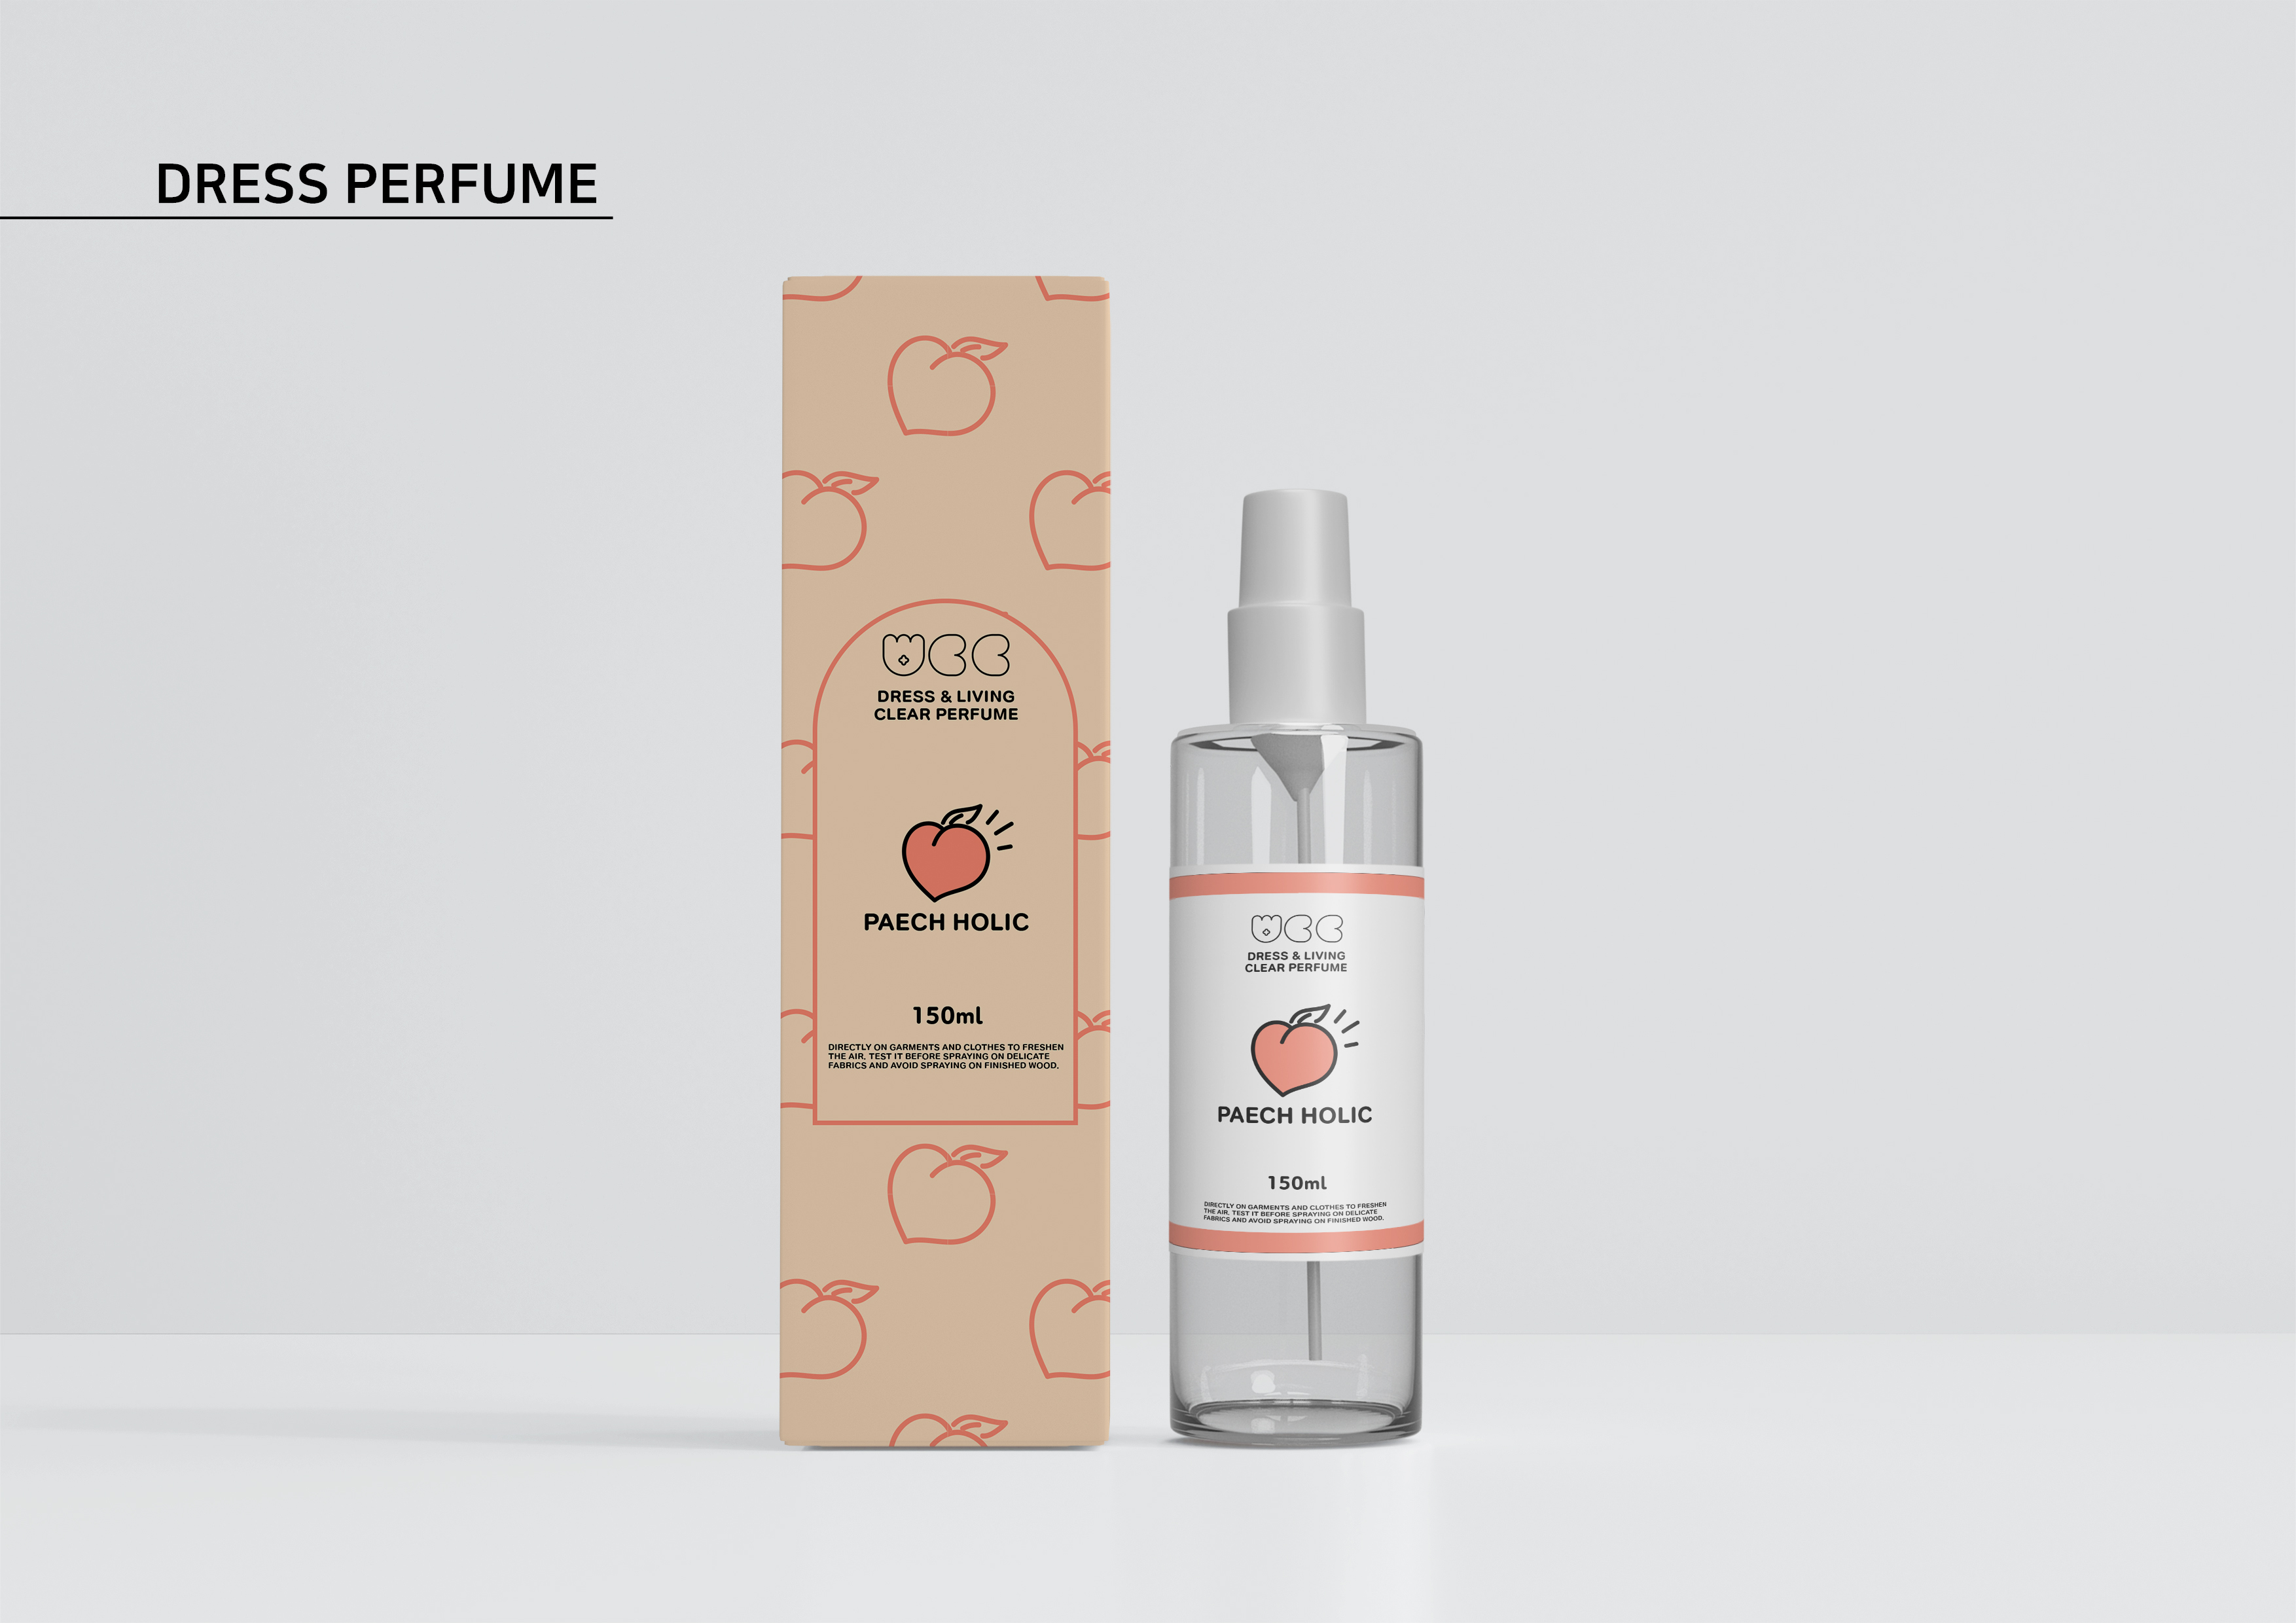 DRESS PERFUME
WCC
DRESS & LIVING
CLEAR PERFUME
PAECH HOLIC
150ml
DIRECTLY ON GARMENTS AND CLOTHES TO FRESHEN
THE AIR. TEST IT BEFORE SPRAYING ON DELICATE
FABRICS AND AVOID SPRAYING ON FINISHED WOOD.
WCC
DRESS & LIVING
CLEAR PERFUME
PAECH HOLIC
150ml
DIRECTLY ON GARMENTS AND CLOTHES TO FRESHEN
THE AIR. TEST IT BEFORE SPRAYING ON DELICATE
FABRICS AND AVOID SPRAYING ON FINISHED WOOD.